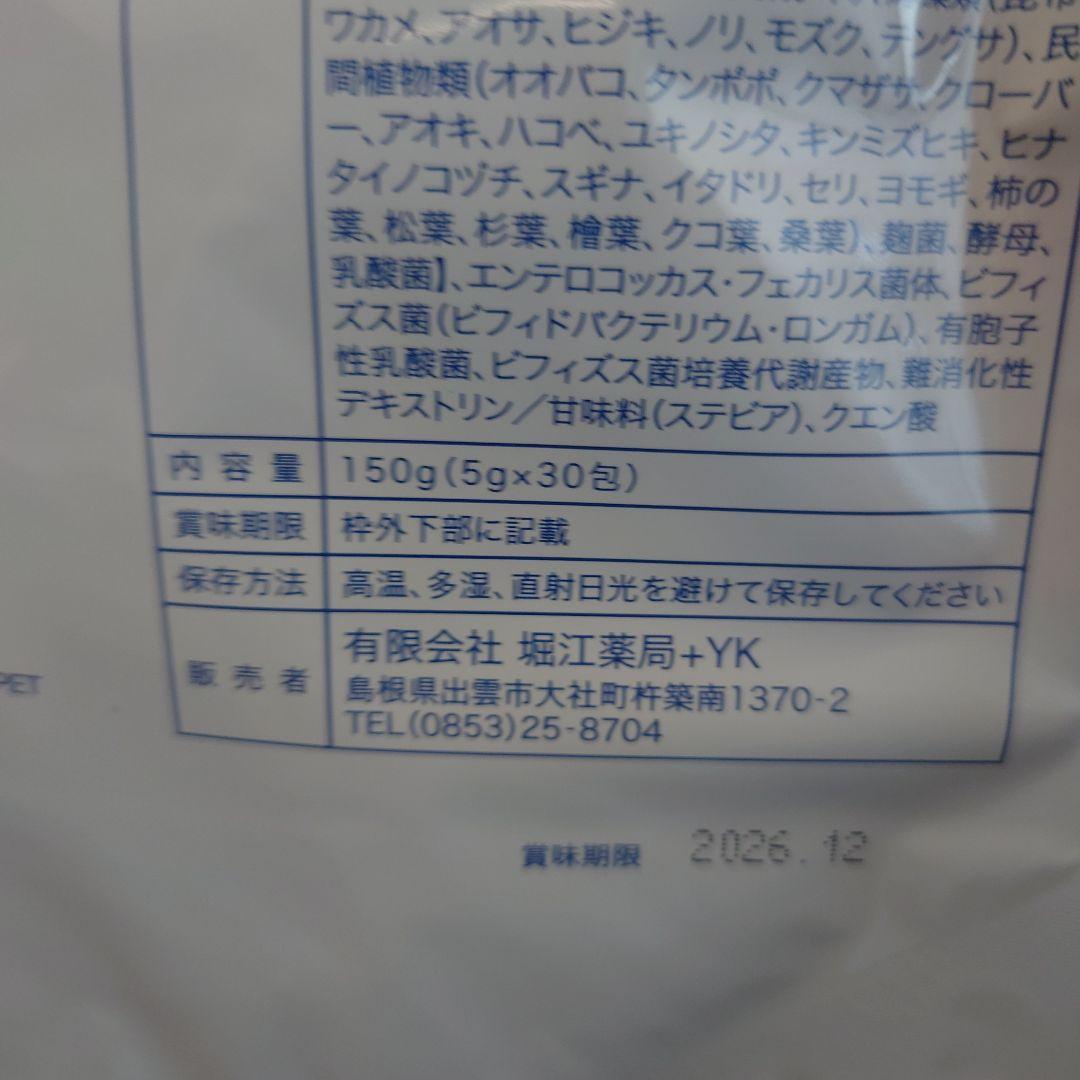 ワカメ、アオサ、ヒジキ、ノリ、モズク、テングサ)、民
間植物類(オオバコ、タンポポ、クマザサ、クローバ
ー、アオキ、ハコベ、ユキノシタ、キンミズヒキ、ヒナ
タイノコヅチ、スギナ、イタドリ、セリ、ヨモギ、柿の
葉、松葉、杉葉、檜葉、クコ葉、桑葉)、麹菌、酵母、
乳酸菌】、エンテロコッカス・フェカリス菌体、ビフィ
ズス菌(ビフィドバクテリウム・ロンガム)、有胞子
性乳酸菌、ビフィズス菌培養代謝産物、難消化性
デキストリン/甘味料(ステビア)、クエン酸
内容量 150g(5g×30包)
賞味期限 枠外下部に記載
保存方法 高温、多湿、直射日光を避けて保存してください
販売者 有限会社 堀江薬局+YK
島根県出雲市大社町杵築南1370-2
TEL(0853)25-8704
PET
賞味期限 2026.12